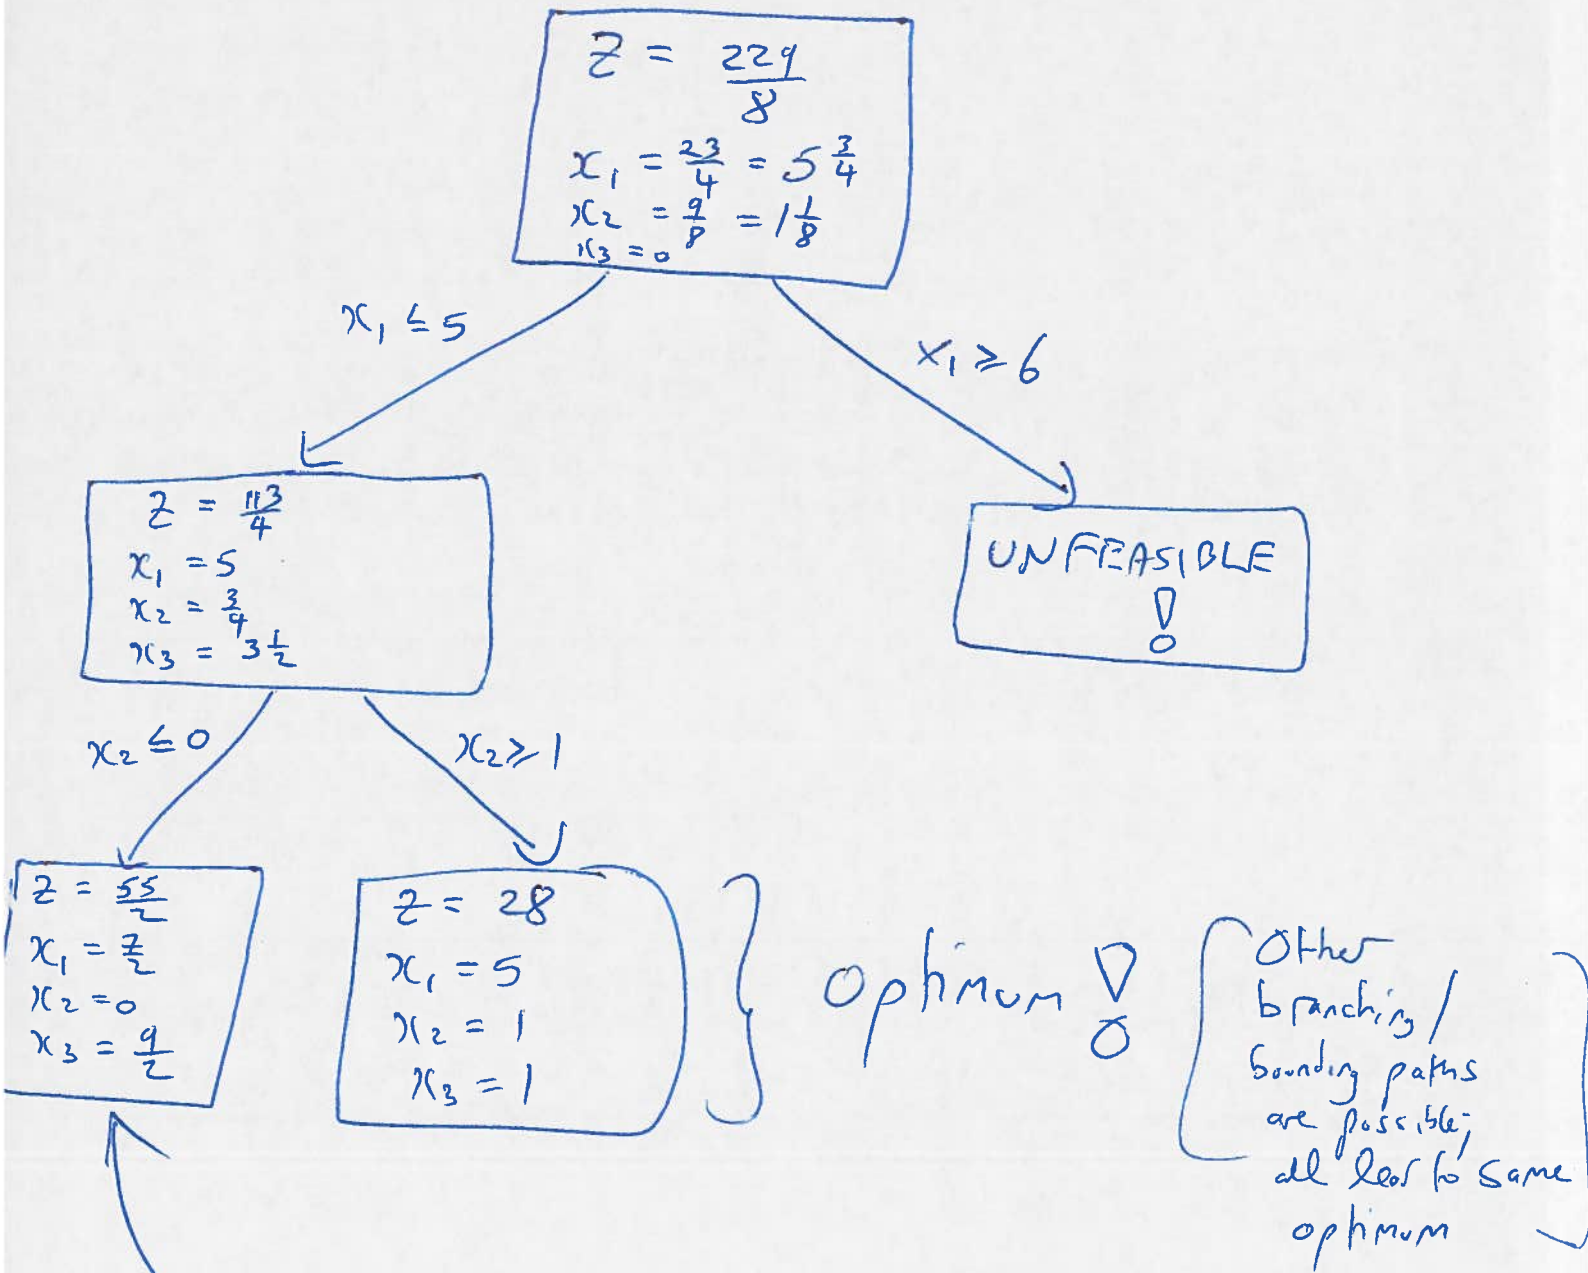 Z = 229/8
x₁ = 23/4 = 5 3/4
x₂ = 9/8 = 1 1/8
x₃ = 0
x₁ ≤ 5
x₁ ≥ 6
Z = 113/4
x₁ = 5
x₂ = 3/4
x₃ = 3 1/2
UNFEASIBLE
!
x₂ ≤ 0
x₂ ≥ 1
Z = 55/2
x₁ = 7/2
x₂ = 0
x₃ = 9/2
Z = 28
x₁ = 5
x₂ = 1
x₃ = 1
optimum !
Other
branching /
bounding paths
are possible;
all lead to same
optimum